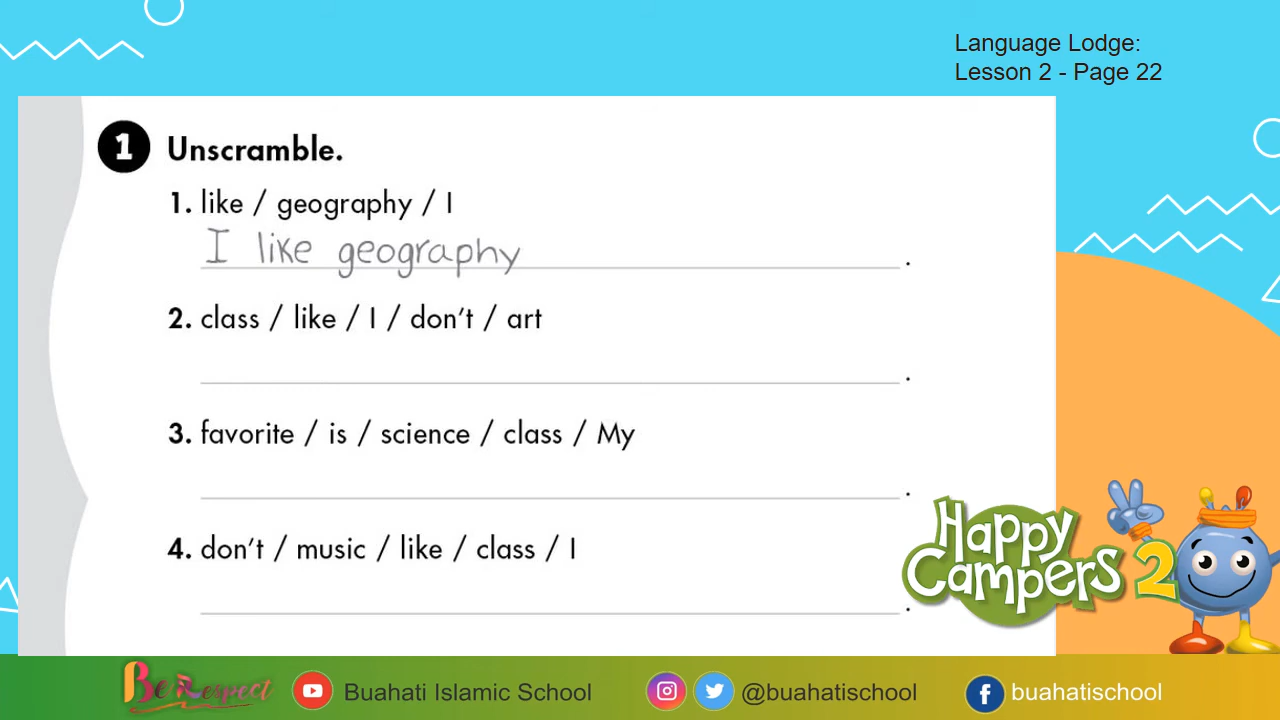 Language Lodge:
Lesson 2 - Page 22
1 Unscramble.
1. like / geography / I
I like geography.
2. class / like / I / don't / art
.
3. favorite / is / science / class / My
.
4. don't / music / like / class / I
.
Happy
Campers 2
Be Respect
Buahati Islamic School
@buahatischool
buahatischool